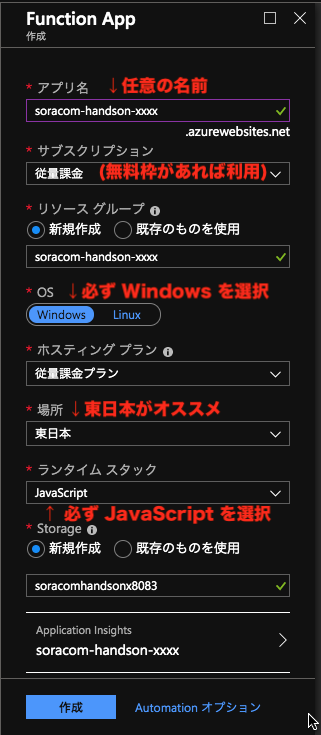 Function App
作成
* アプリ名 ↓任意の名前
soracom-handson-xxxx
.azurewebsites.net
* サブスクリプション
従量課金 (無料枠があれば利用)
* リソース グループ
新規作成 既存のものを使用
soracom-handson-xxxx
* OS ↓必ず Windows を選択
Windows Linux
* ホスティング プラン
従量課金プラン
* 場所 ↓東日本がオススメ
東日本
* ランタイム スタック
JavaScript
↑ 必ず JavaScript を選択
* Storage
新規作成 既存のものを使用
soracomhandsonx8083
Application Insights
soracom-handson-xxxx
作成 Automation オプション